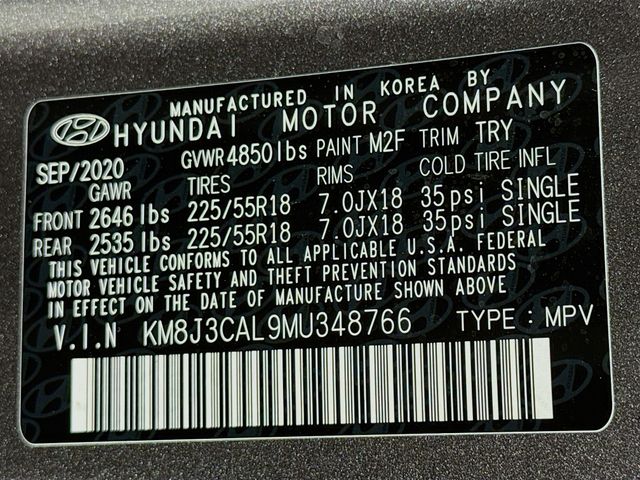 MANUFACTURED IN KOREA BY
HYUNDAI MOTOR COMPANY
SEP/2020 GVWR 4850 lbs PAINT M2F TRIM TRY
GAWR TIRES RIMS COLD TIRE INFL
FRONT 2646 lbs 225/55R18 7.0JX18 35 psi SINGLE
REAR 2535 lbs 225/55R18 7.0JX18 35 psi SINGLE
THIS VEHICLE CONFORMS TO ALL APPLICABLE U.S.A. FEDERAL
MOTOR VEHICLE SAFETY AND THEFT PREVENTION STANDARDS
IN EFFECT ON THE DATE OF MANUFACTURE SHOWN ABOVE
V.I.N KM8J3CAL9MU348766 TYPE : MPV